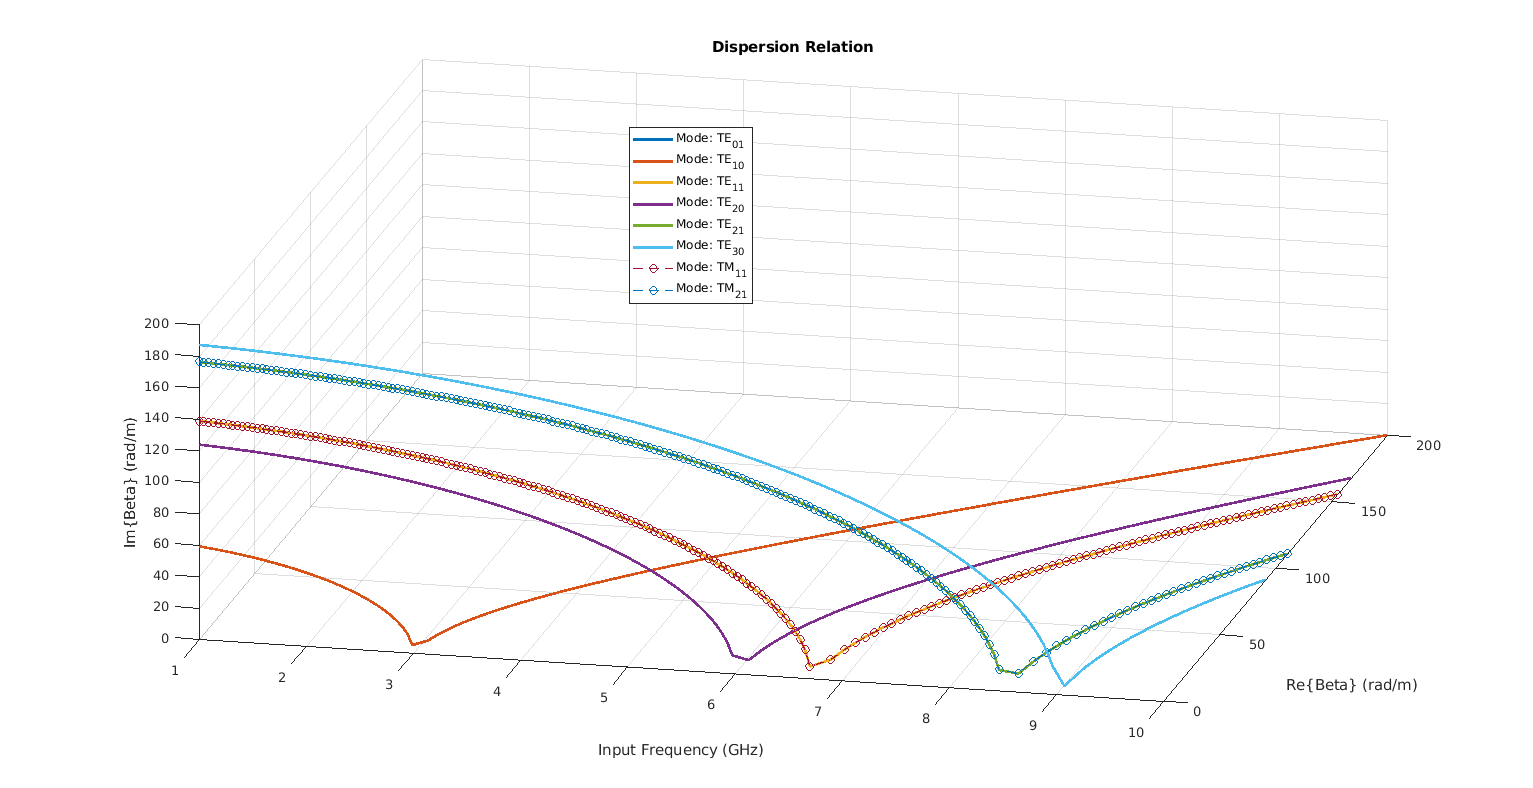 Dispersion Relation
Mode: TE01
Mode: TE10
Mode: TE11
Mode: TE20
Mode: TE21
Mode: TE30
Mode: TM11
Mode: TM21
200
180
160
140
120
100
80
60
40
20
0
Im{Beta} (rad/m)
1
2
3
4
5
6
7
8
9
10
Input Frequency (GHz)
200
150
100
50
0
Re{Beta} (rad/m)